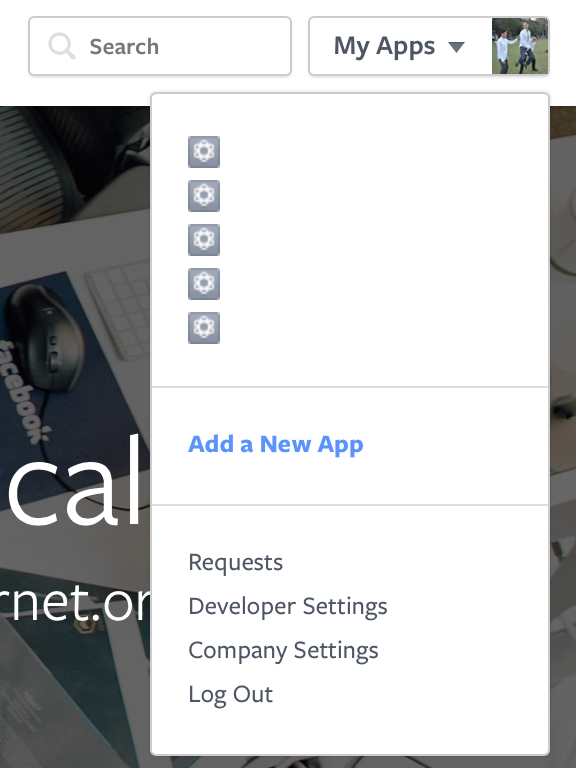 Search
My Apps
Add a New App
Requests
Developer Settings
Company Settings
Log Out
facebook
cal
rnet.or